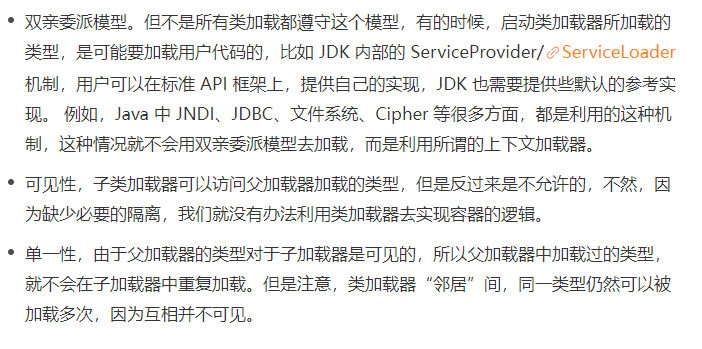 双亲委派模型。但不是所有类加载都遵守这个模型，有的时候，启动类加载器所加载的
类型，是可能要加载用户代码的，比如 JDK 内部的 ServiceProvider/ServiceLoader
机制，用户可以在标准 API 框架上，提供自己的实现，JDK 也需要提供些默认的参考实
现。 例如，Java 中 JNDI、JDBC、文件系统、Cipher 等很多方面，都是利用的这种机
制，这种情况就不会用双亲委派模型去加载，而是利用所谓的上下文加载器。
可见性，子类加载器可以访问父加载器加载的类型，但是反过来是不允许的，不然，因
为缺少必要的隔离，我们就没有办法利用类加载器去实现容器的逻辑。
单一性，由于父加载器的类型对于子加载器是可见的，所以父加载器中加载过的类型，
就不会在子加载器中重复加载。但是注意，类加载器“邻居”间，同一类型仍然可以被
加载多次，因为互相并不可见。